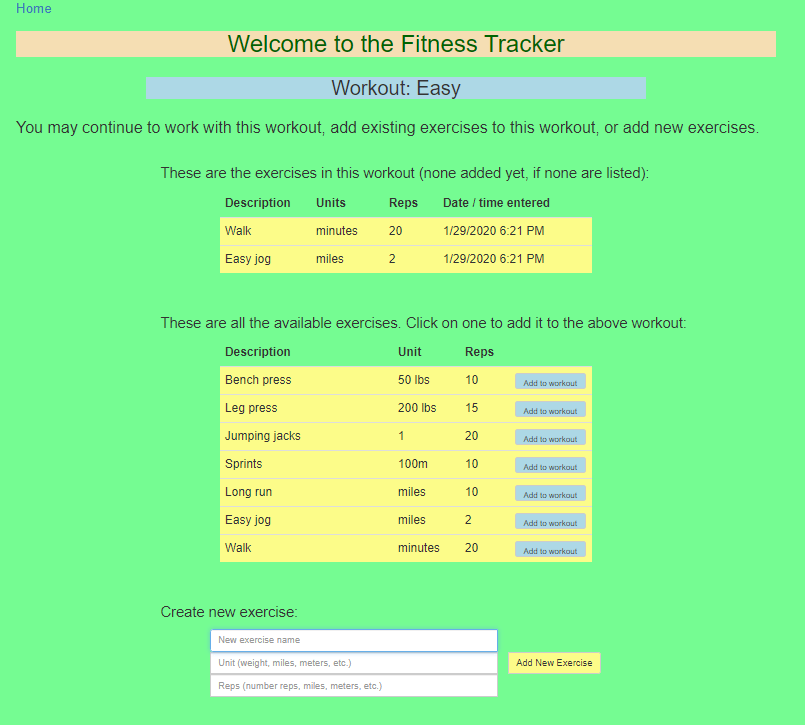 Home
Welcome to the Fitness Tracker
Workout: Easy
You may continue to work with this workout, add existing exercises to this workout, or add new exercises.
These are the exercises in this workout (none added yet, if none are listed):
Description Units Reps Date / time entered
Walk minutes 20 1/29/2020 6:21 PM
Easy jog miles 2 1/29/2020 6:21 PM
These are all the available exercises. Click on one to add it to the above workout:
Description Unit Reps
Bench press 50 lbs 10 Add to workout
Leg press 200 lbs 15 Add to workout
Jumping jacks 1 20 Add to workout
Sprints 100m 10 Add to workout
Long run miles 10 Add to workout
Easy jog miles 2 Add to workout
Walk minutes 20 Add to workout
Create new exercise:
New exercise name
Unit (weight, miles, meters, etc.) Add New Exercise
Reps (number reps, miles, meters, etc.)